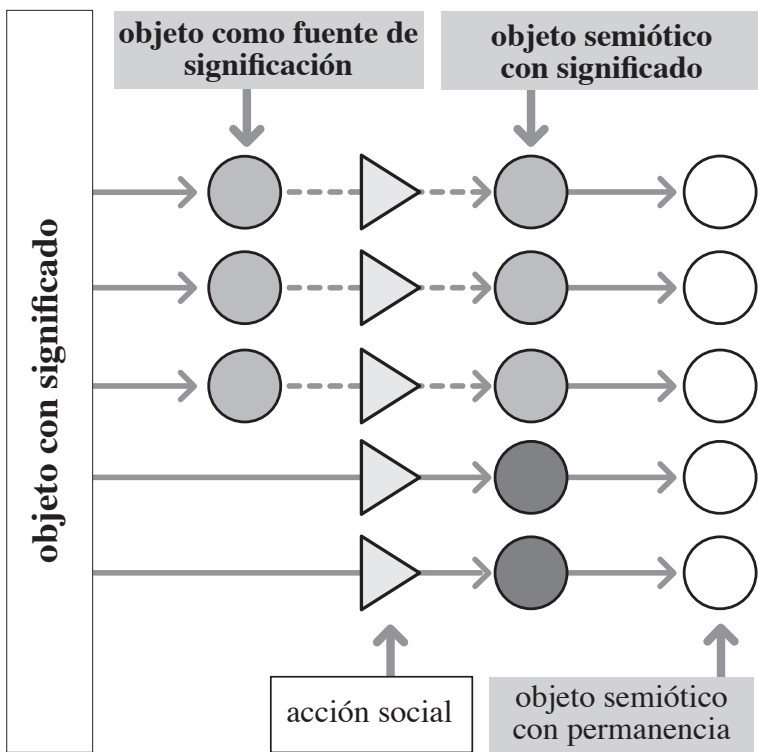 objeto como fuente de
significación
objeto semiótico
con significado
objeto con significado
acción social
objeto semiótico
con permanencia